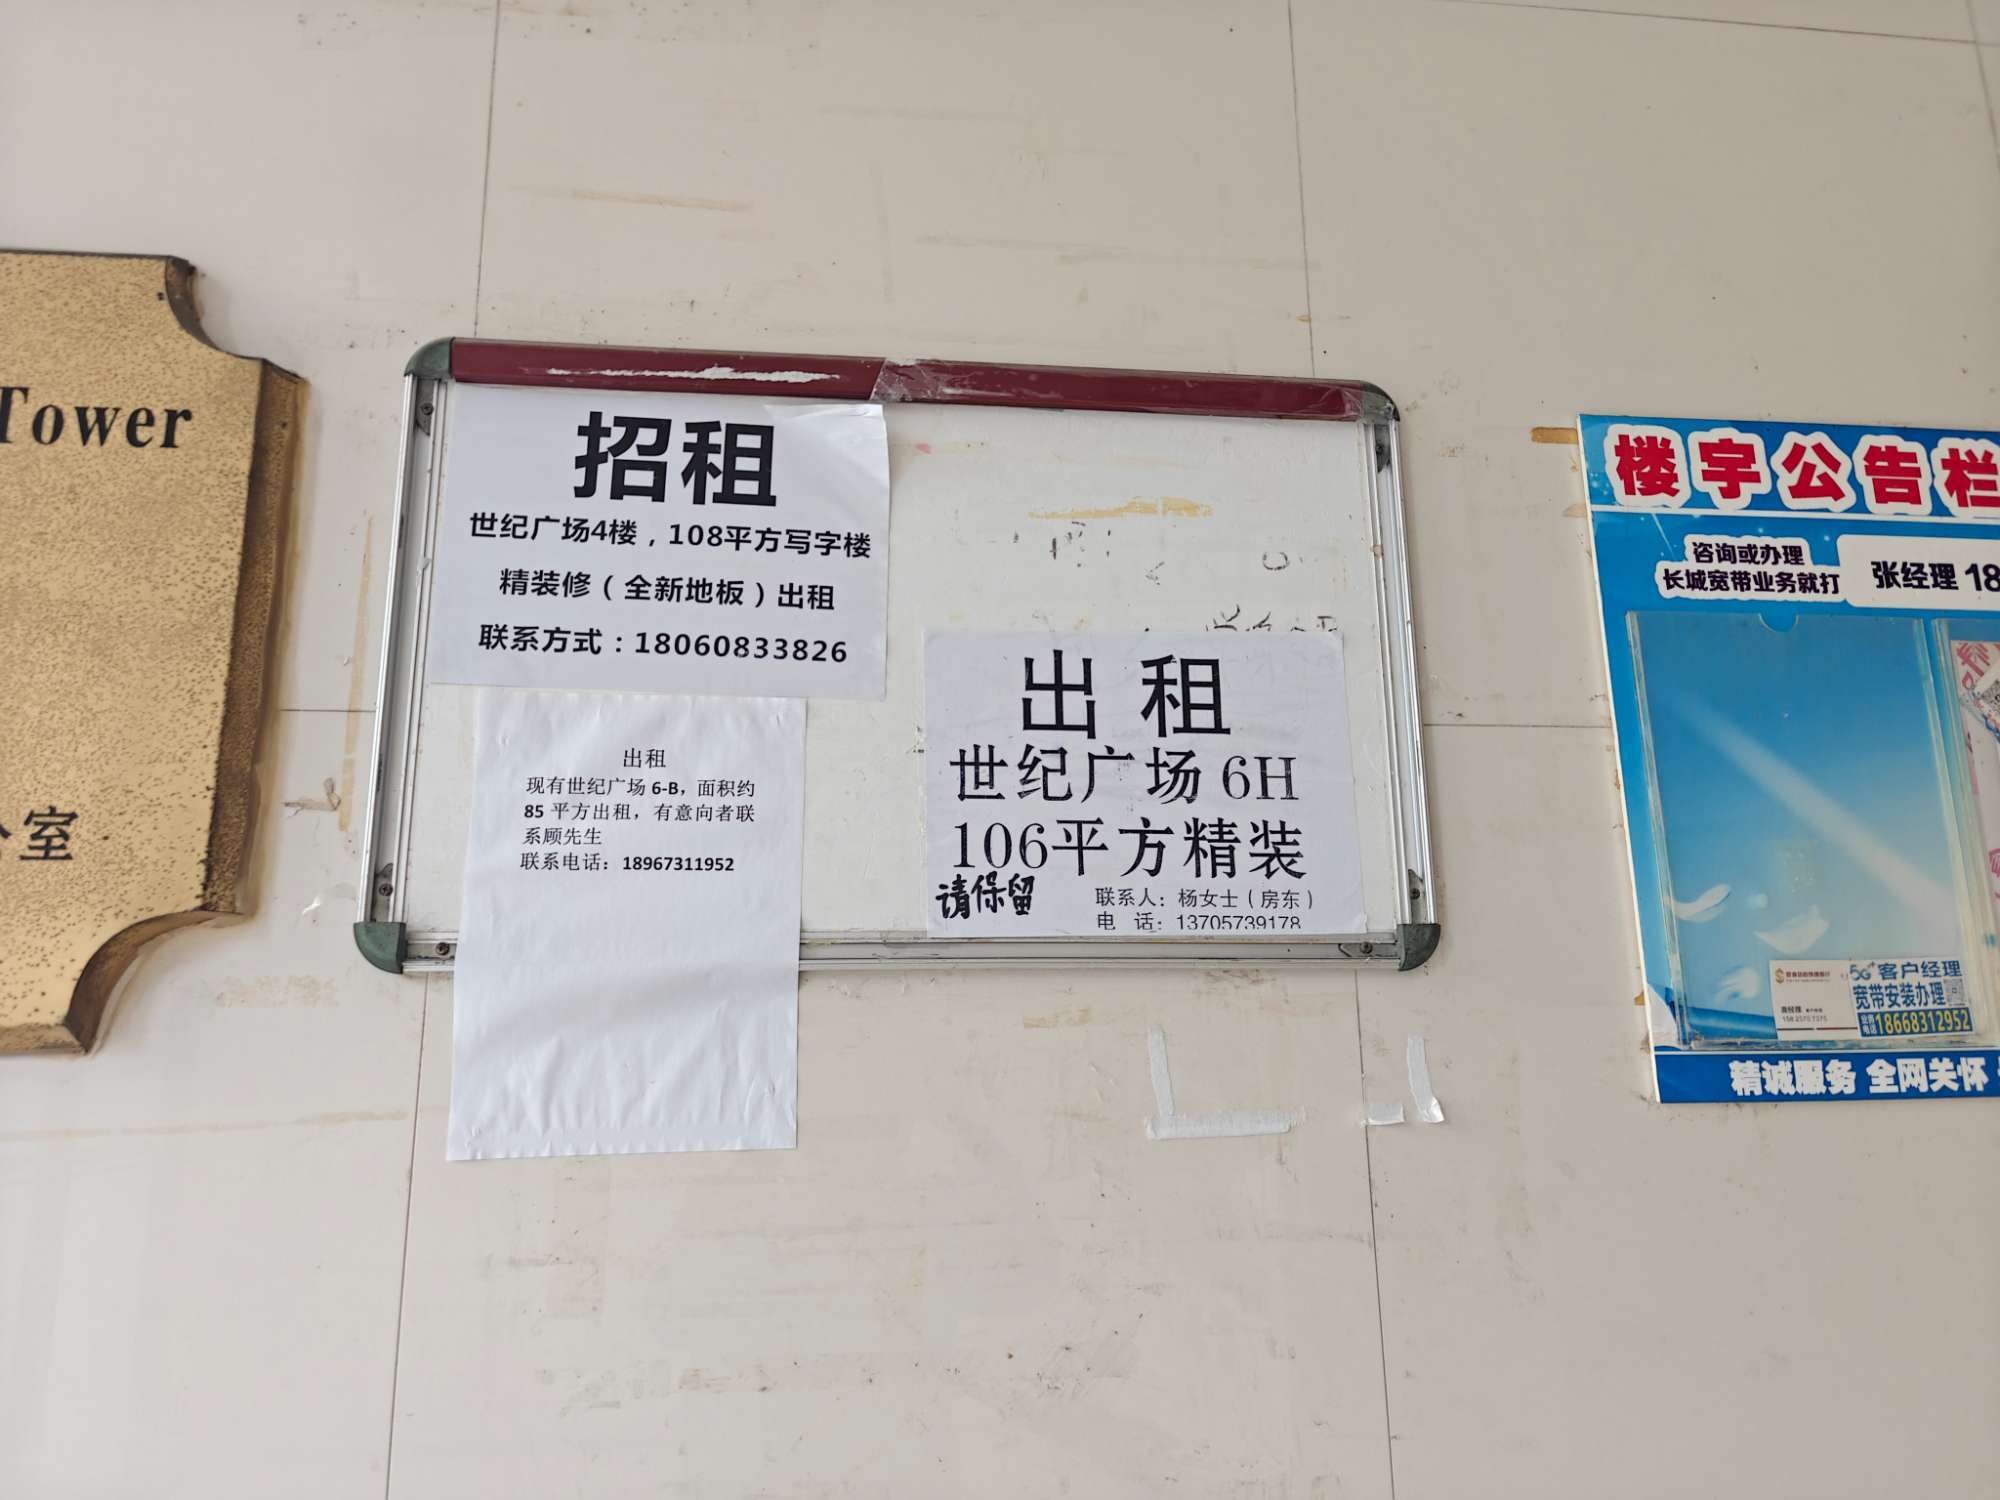 Tower
室
招租
世纪广场4楼，108平方写字楼
精装修（全新地板）出租
联系方式：18060833826
出租
现有世纪广场 6-B，面积约
85 平方出租，有意向者联
系顾先生
联系电话：18967311952
出 租
世纪广场 6H
106平方精装
请保留
联系人：杨女士（房东）
电 话：13705739178
楼宇公告栏
咨询或办理
长城宽带业务就打
张经理 18
5G+客户经理
宽带安装办理
业务电话
18668312952
精诚服务 全网关怀